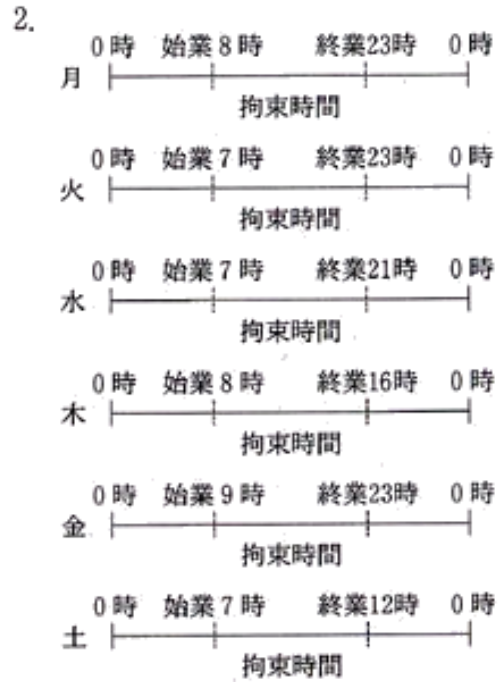 2.
0時 始業8時 終業23時 0時
月
拘束時間
0時 始業7時 終業23時 0時
火
拘束時間
0時 始業7時 終業21時 0時
水
拘束時間
0時 始業8時 終業16時 0時
木
拘束時間
0時 始業9時 終業23時 0時
金
拘束時間
0時 始業7時 終業12時 0時
土
拘束時間